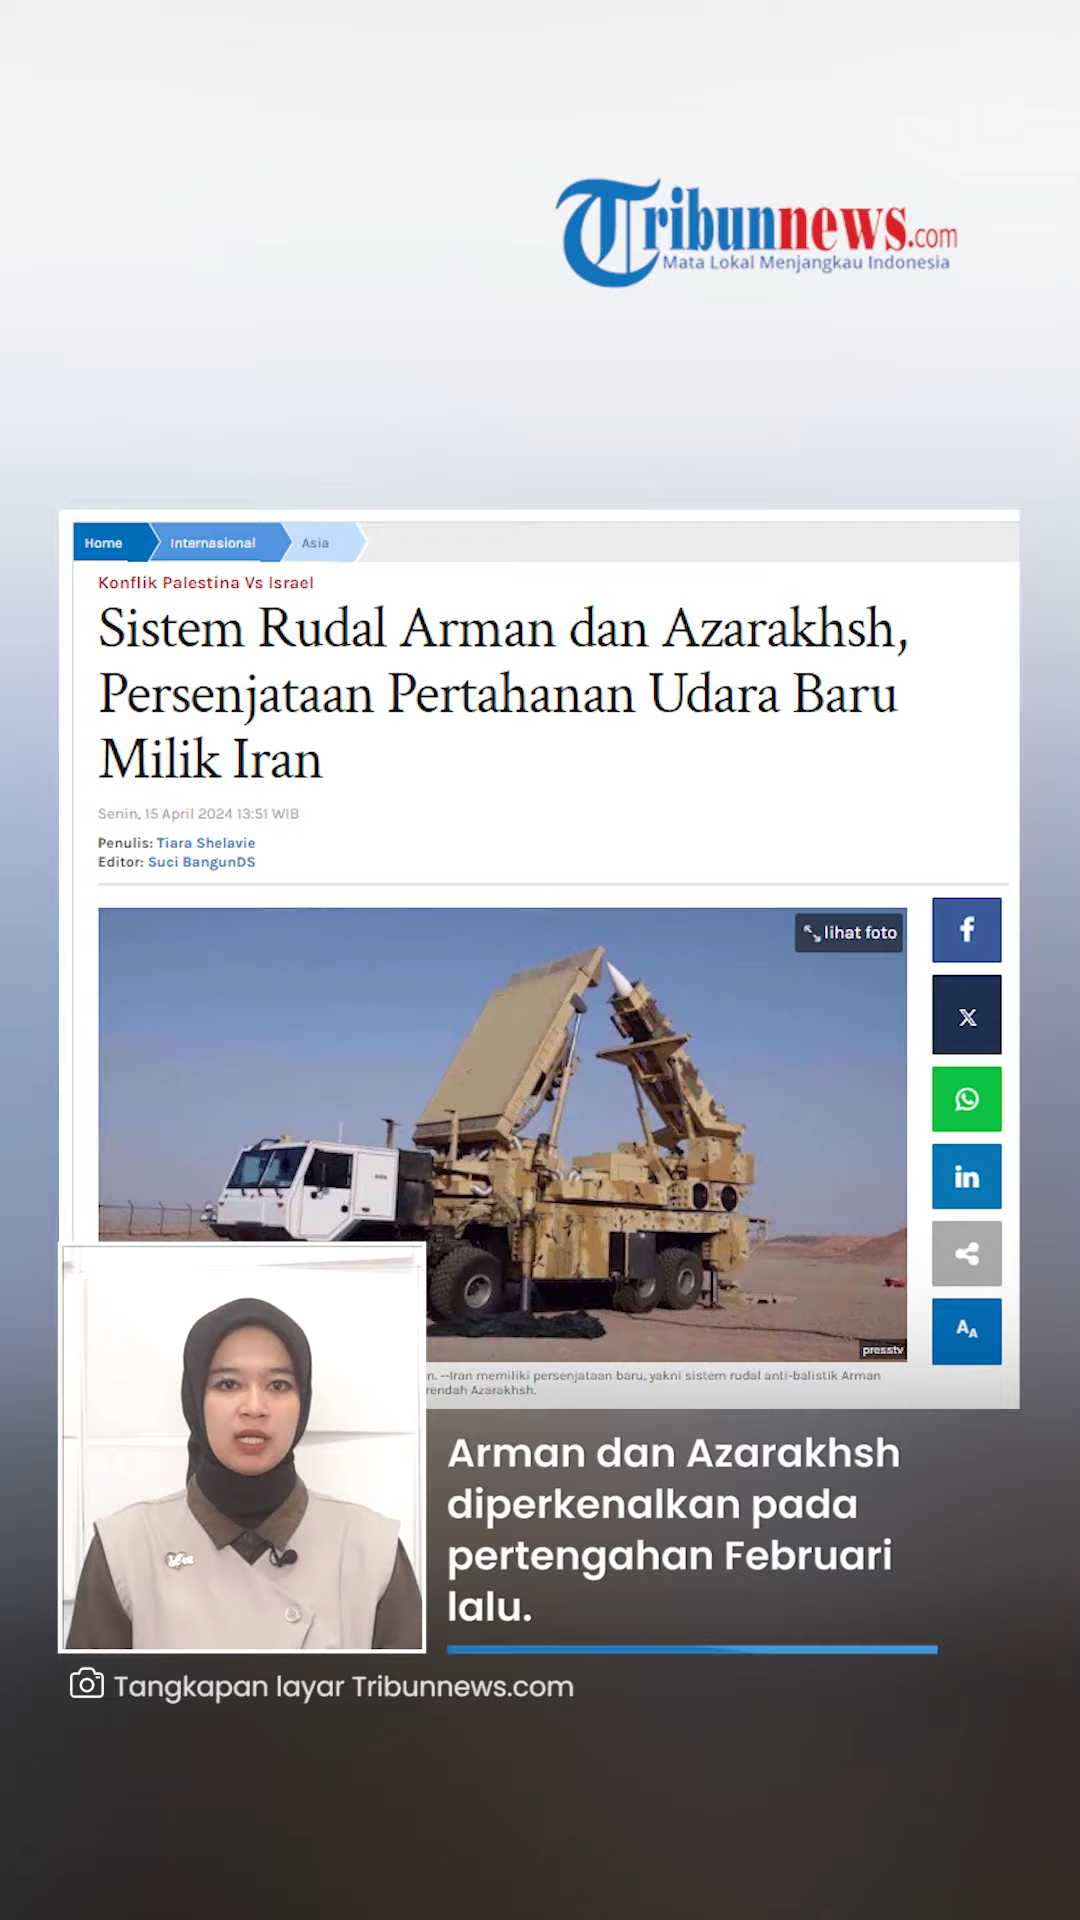 Tribunnews.com
Mata Lokal Menjangkau Indonesia
Home Internasional Asia
Konflik Palestina Vs Israel
Sistem Rudal Arman dan Azarakhsh,
Persenjataan Pertahanan Udara Baru
Milik Iran
Senin, 15 April 2024 13:51 WIB
Penulis: Tiara Shelavie
Editor: Suci BangunDS
lihat foto
f
X
in
AA
presstv
n. --Iran memiliki persenjataan baru, yakni sistem rudal anti-balistik Arman
rendah Azarakhsh.
Arman dan Azarakhsh
diperkenalkan pada
pertengahan Februari
lalu.
Tangkapan layar Tribunnews.com